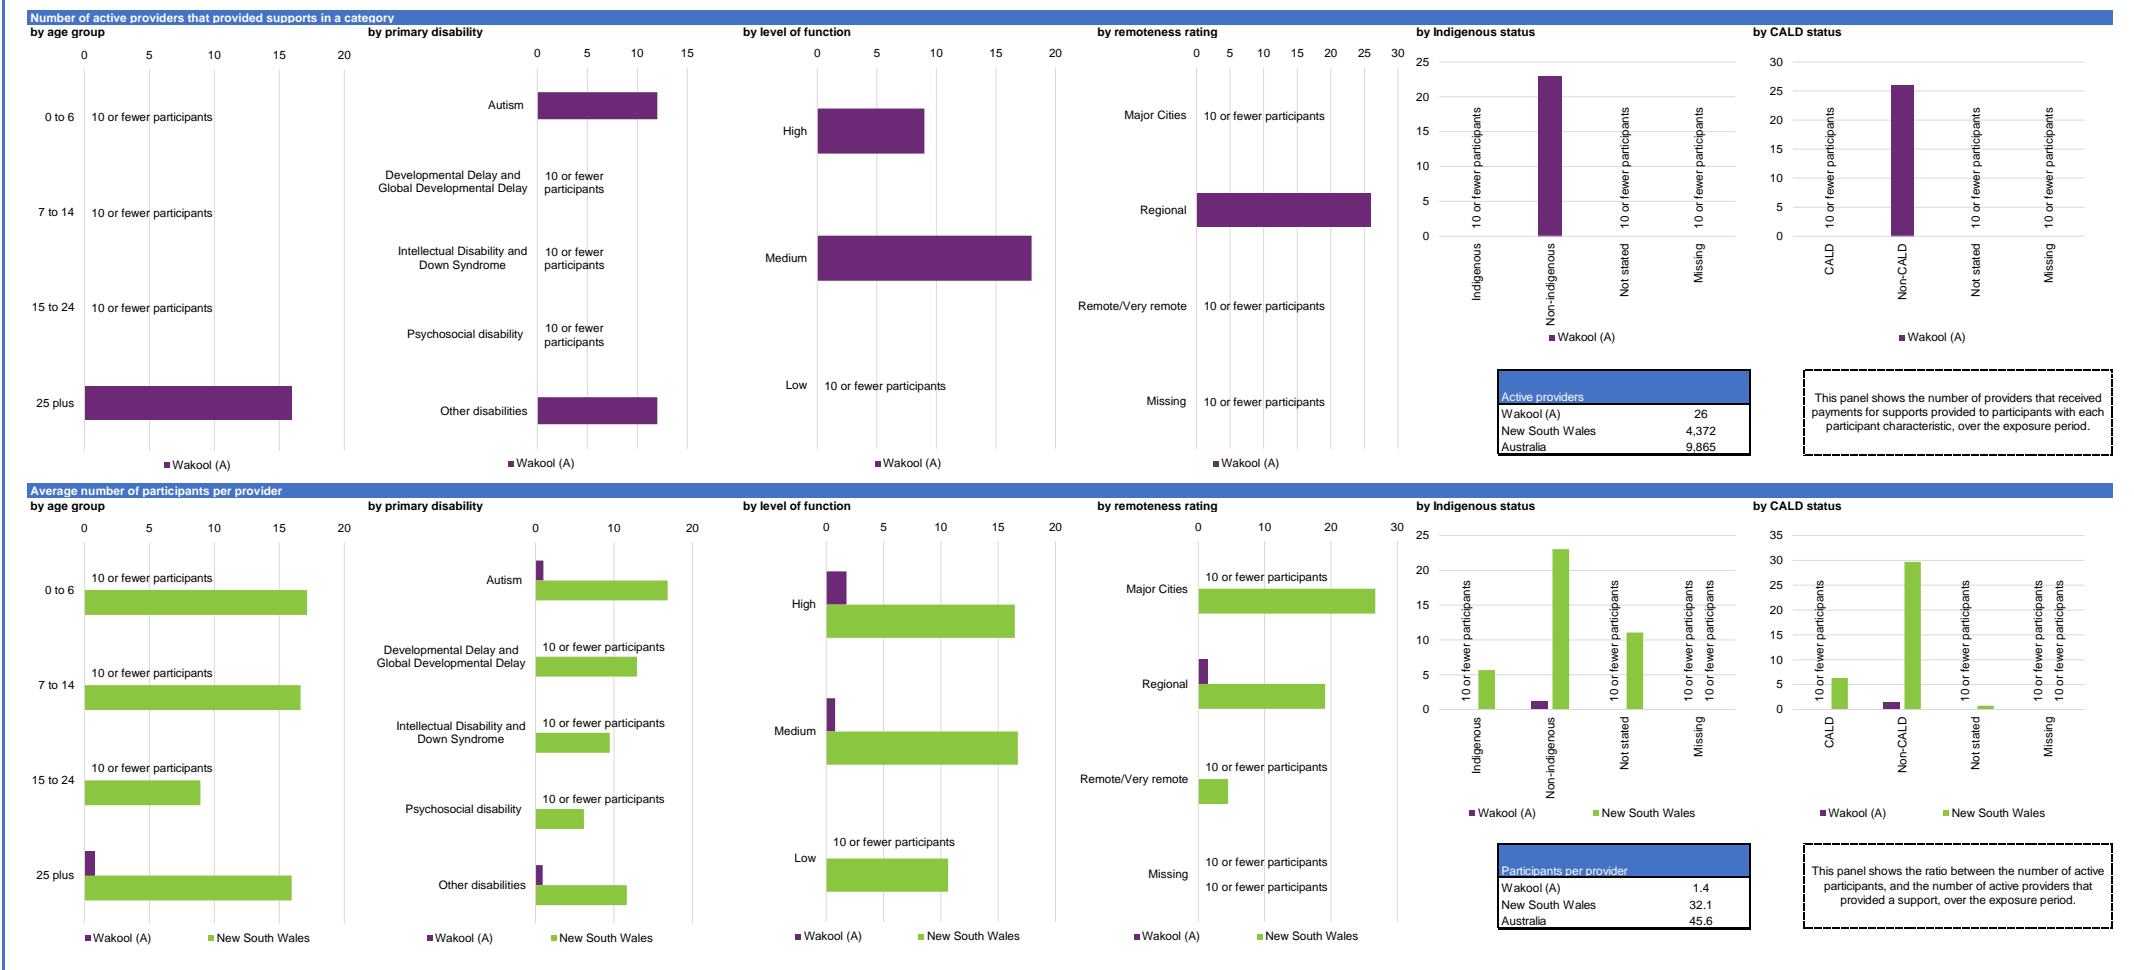 Number of active providers that provided supports in a category
by age group
0 5 10 15 20
0 to 6
10 or fewer participants
7 to 14
10 or fewer participants
15 to 24
10 or fewer participants
25 plus
Wakool (A)
by primary disability
0 5 10 15
Autism
Developmental Delay and
Global Developmental Delay
10 or fewer
participants
Intellectual Disability and
Down Syndrome
10 or fewer
participants
Psychosocial disability
10 or fewer
participants
Other disabilities
Wakool (A)
by level of function
0 5 10 15 20
High
Medium
Low
10 or fewer participants
Wakool (A)
by remoteness rating
0 5 10 15 20 25 30
Major Cities
10 or fewer participants
Regional
Remote/Very remote
10 or fewer participants
Missing
10 or fewer participants
Wakool (A)
by Indigenous status
25
20
15
10
5
0
10 or fewer participants
10 or fewer participants
10 or fewer participants
Indigenous
Non-indigenous
Not stated
Missing
Wakool (A)
by CALD status
30
25
20
15
10
5
0
10 or fewer participants
10 or fewer participants
10 or fewer participants
CALD
Non-CALD
Not stated
Missing
Wakool (A)
Active providers
Wakool (A) 26
New South Wales 4,372
Australia 9,865
This panel shows the number of providers that received
payments for supports provided to participants with each
participant characteristic, over the exposure period.
Average number of participants per provider
by age group
0 5 10 15 20
0 to 6
10 or fewer participants
7 to 14
10 or fewer participants
15 to 24
10 or fewer participants
25 plus
Wakool (A) New South Wales
by primary disability
0 10 20
Autism
Developmental Delay and
Global Developmental Delay
10 or fewer participants
Intellectual Disability and
Down Syndrome
10 or fewer participants
Psychosocial disability
10 or fewer participants
Other disabilities
Wakool (A) New South Wales
by level of function
0 5 10 15 20
High
Medium
Low
10 or fewer participants
Wakool (A) New South Wales
by remoteness rating
0 10 20 30
Major Cities
10 or fewer participants
Regional
Remote/Very remote
10 or fewer participants
Missing
10 or fewer participants
10 or fewer participants
Wakool (A) New South Wales
by Indigenous status
25
20
15
10
5
0
10 or fewer participants
10 or fewer participants
10 or fewer participants
10 or fewer participants
Indigenous
Non-indigenous
Not stated
Missing
Wakool (A) New South Wales
by CALD status
35
30
25
20
15
10
5
0
10 or fewer participants
10 or fewer participants
10 or fewer participants
10 or fewer participants
CALD
Non-CALD
Not stated
Missing
Wakool (A) New South Wales
Participants per provider
Wakool (A) 1.4
New South Wales 32.1
Australia 45.6
This panel shows the ratio between the number of active
participants, and the number of active providers that
provided a support, over the exposure period.